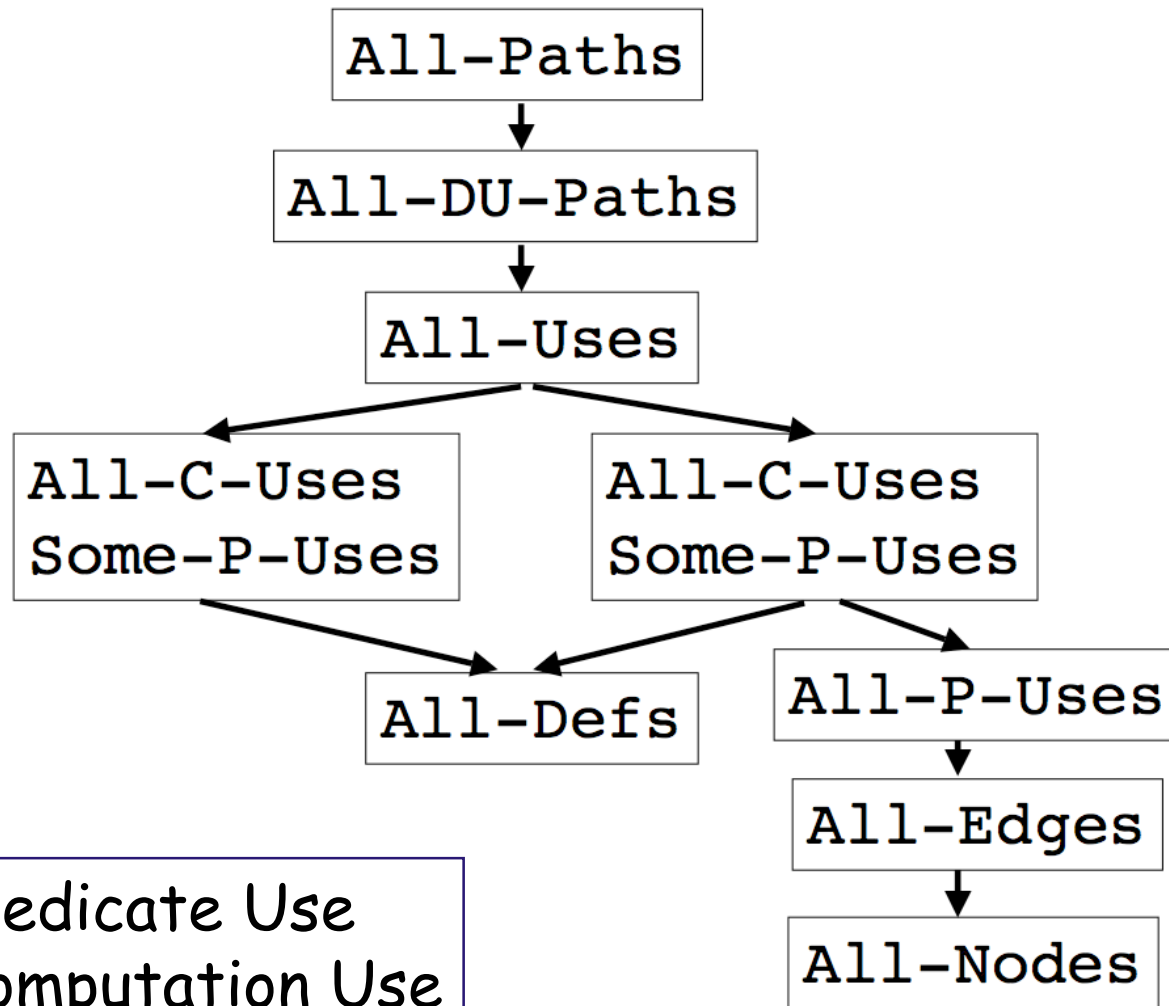 All-Paths
All-DU-Paths
All-Uses
All-C-Uses
Some-P-Uses
All-C-Uses
Some-P-Uses
All-Defs
All-P-Uses
All-Edges
All-Nodes
edicate Use
omputation Use